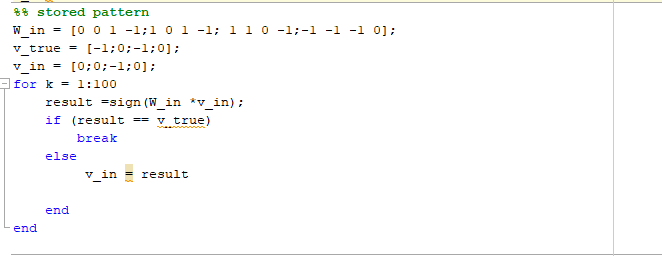 %% stored pattern
W_in = [0 0 1 -1;1 0 1 -1; 1 1 0 -1;-1 -1 -1 0];
v_true = [-1;0;-1;0];
v_in = [0;0;-1;0];
for k = 1:100
result =sign(W_in *v_in);
if (result == v_true)
break
else
v_in = result
end
end